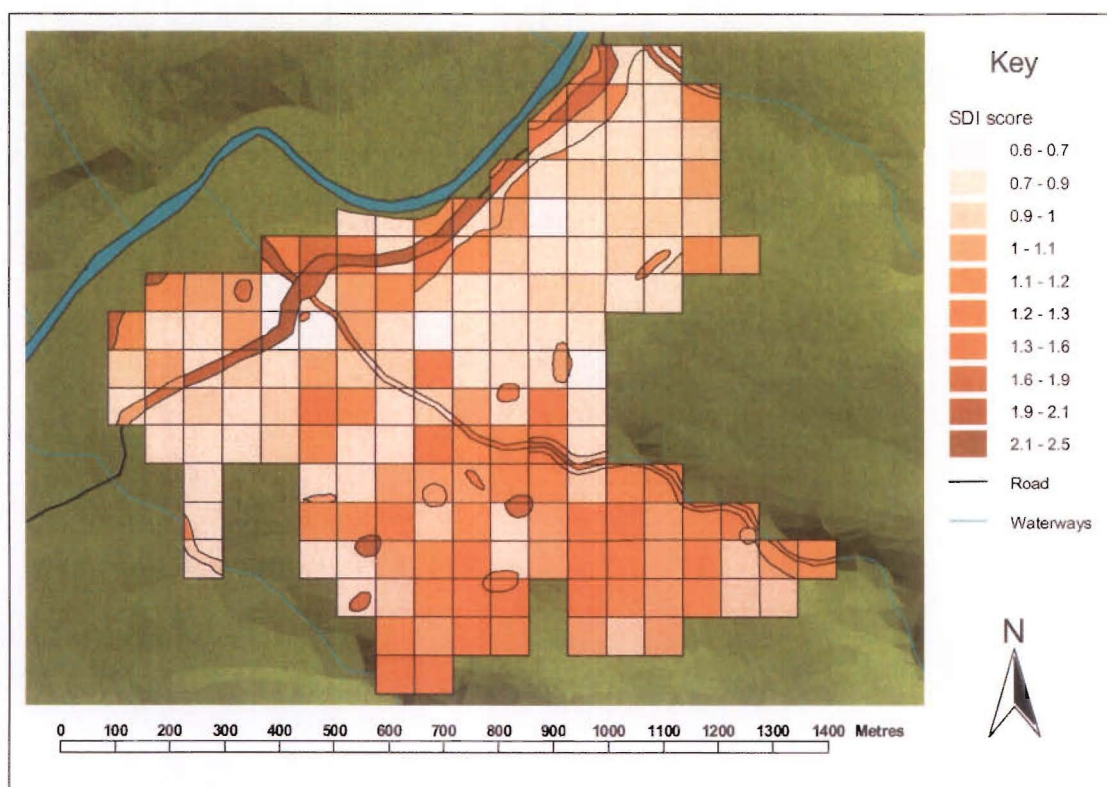 Key
SDI score
0.6 - 0.7
0.7 - 0.9
0.9 - 1
1 - 1.1
1.1 - 1.2
1.2 - 1.3
1.3 - 1.6
1.6 - 1.9
1.9 - 2.1
2.1 - 2.5
Road
Waterways
N
0 100 200 300 400 500 600 700 800 900 1000 1100 1200 1300 1400 Metres